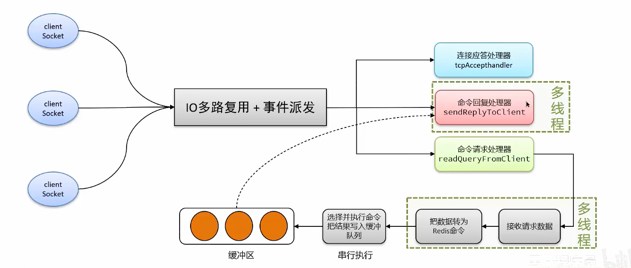 client
Socket
client
Socket
client
Socket
IO多路复用 + 事件派发
连接应答处理器
tcpAccepthandler
命令回复处理器
sendReplyToClient
多线程
命令请求处理器
readQueryFromClient
多线程
接收请求数据
把数据转为
Redis命令
选择并执行命令
把结果写入缓冲
队列
串行执行
缓冲区